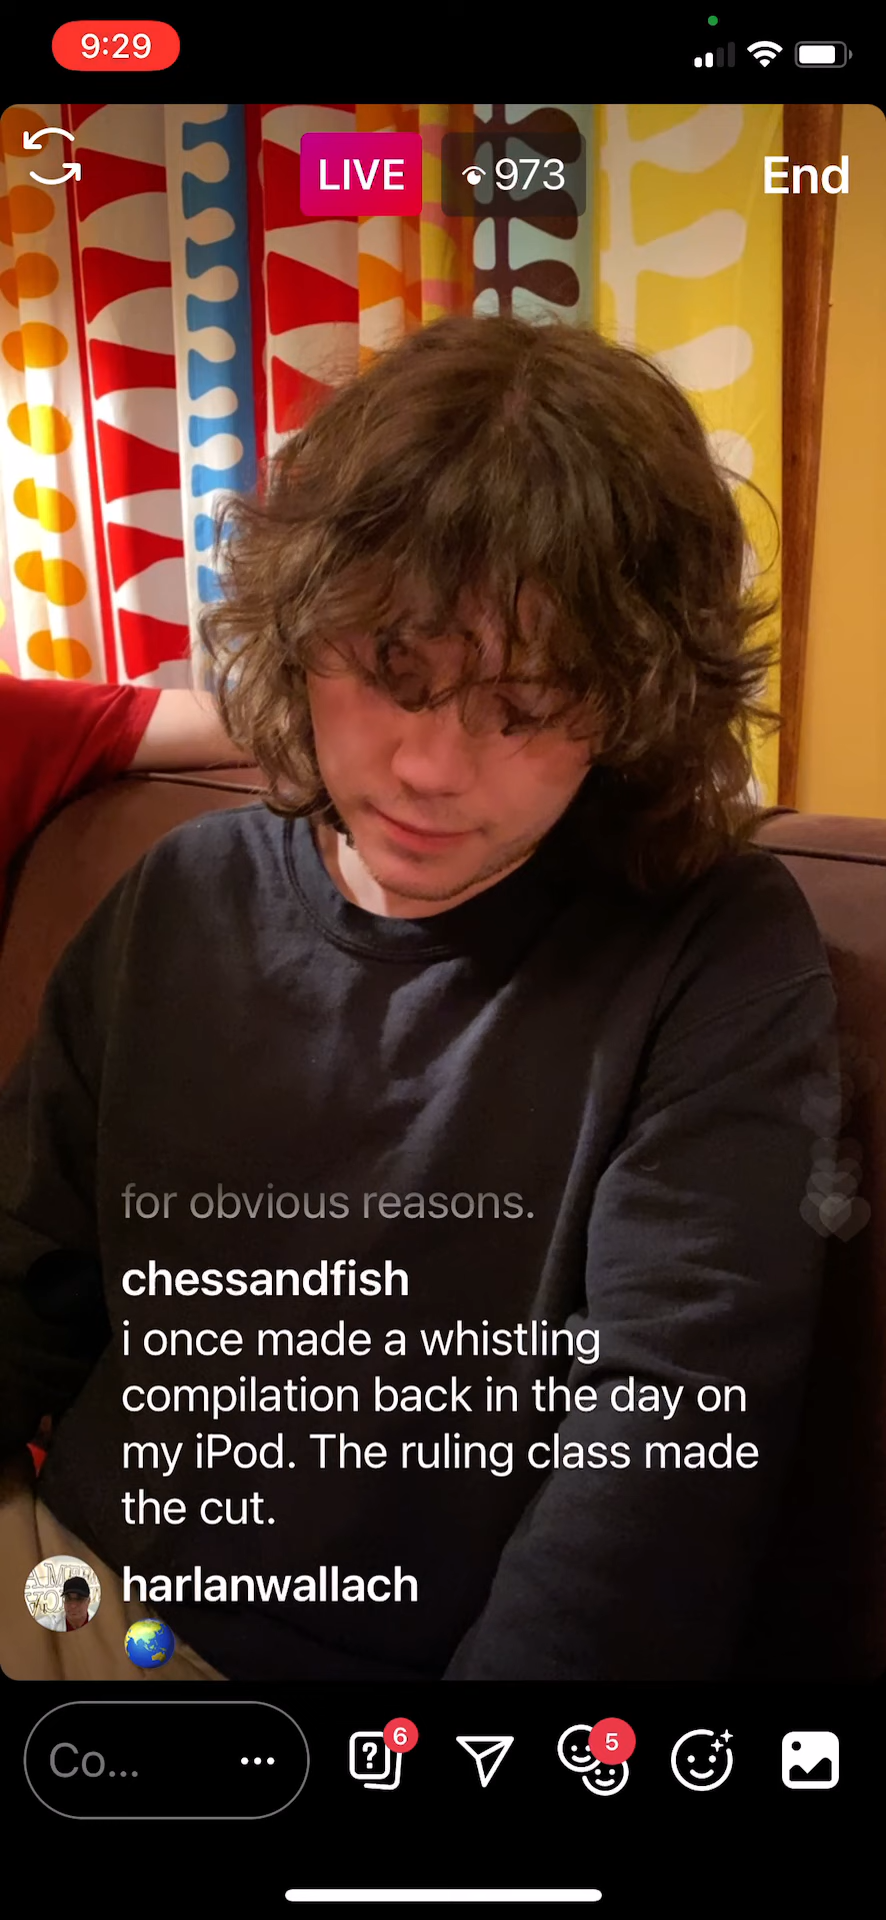 9:29
LIVE
973
End
for obvious reasons.
chessandfish
i once made a whistling
compilation back in the day on
my iPod. The ruling class made
the cut.
harlanwallach
Co...
6
5